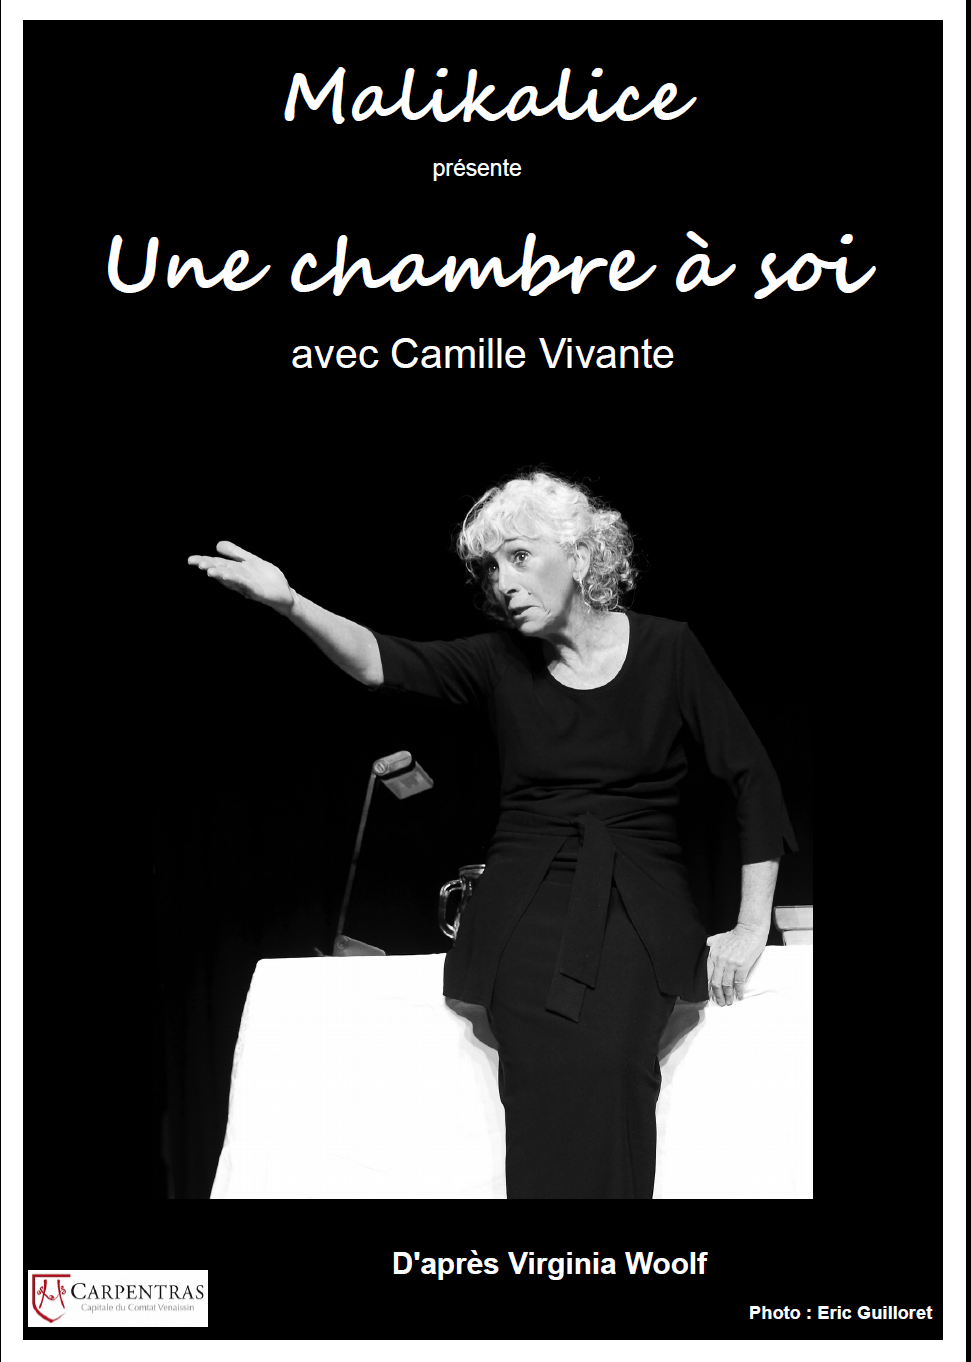 Malikalice
présente
Une chambre à soi
avec Camille Vivante
D'après Virginia Woolf
CARPENTRAS
Capitale du Comtat Venaissin
Photo : Eric Guilloret